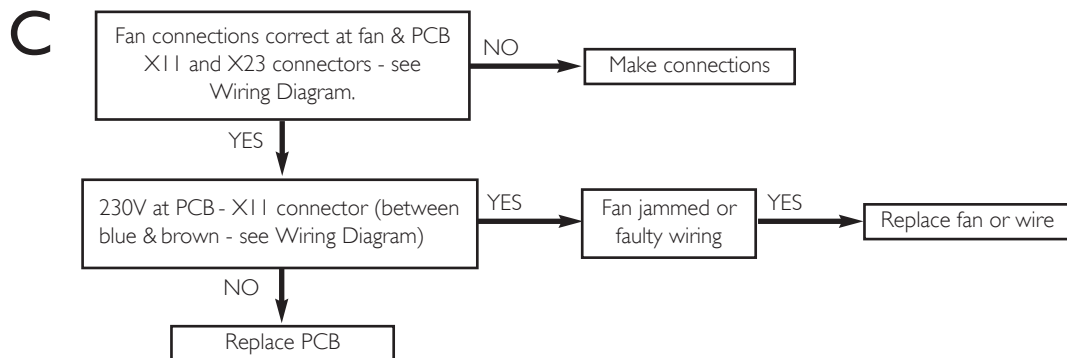 C
Fan connections correct at fan & PCB
X11 and X23 connectors - see
Wiring Diagram.
NO
Make connections
YES
230V at PCB - X11 connector (between
blue & brown - see Wiring Diagram)
YES
Fan jammed or
faulty wiring
YES
Replace fan or wire
NO
Replace PCB